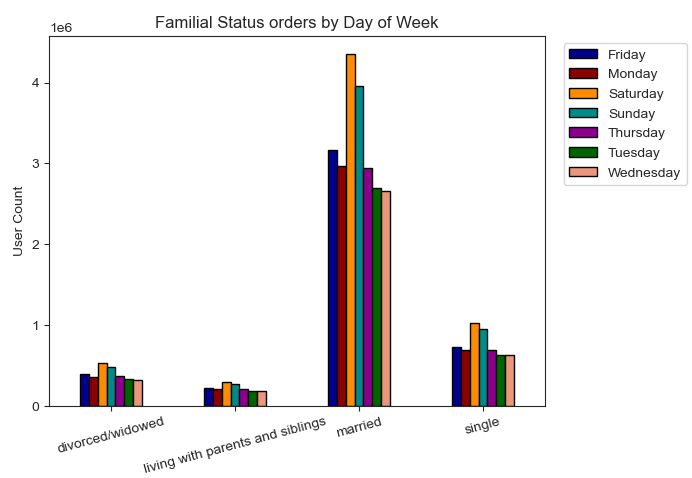 Familial Status orders by Day of Week
1e6
User Count
4
3
2
1
0
divorced/widowed
living with parents and siblings
married
single
Friday
Monday
Saturday
Sunday
Thursday
Tuesday
Wednesday